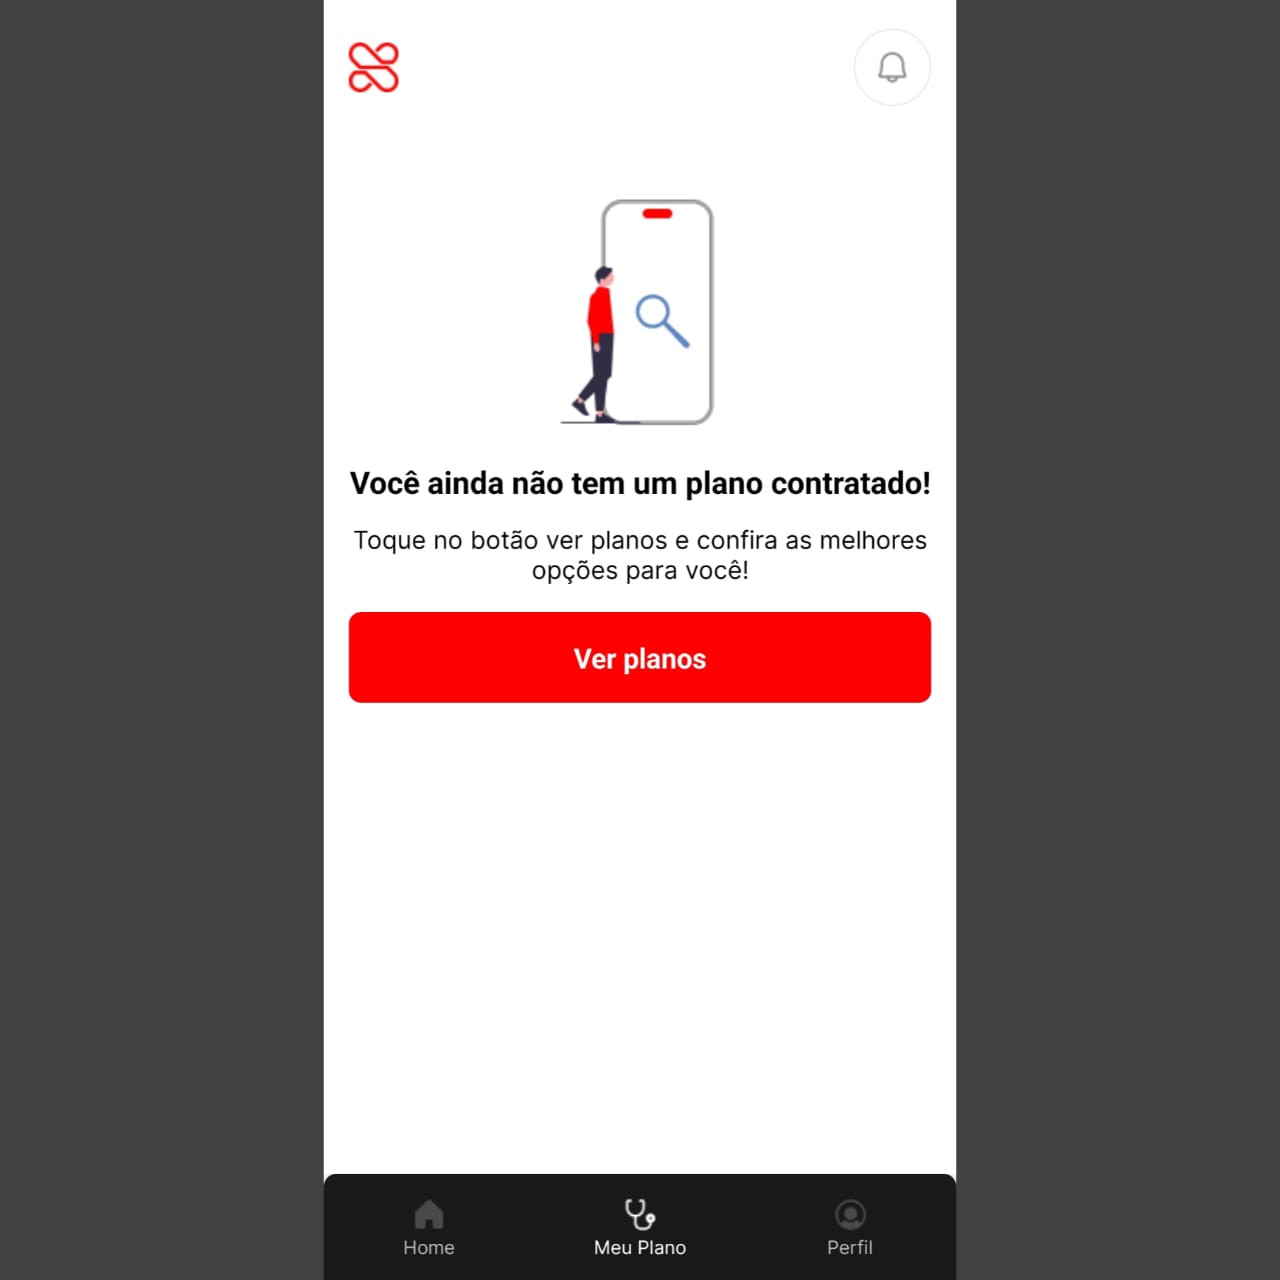 Você ainda não tem um plano contratado!
Toque no botão ver planos e confira as melhores
opções para você!
Ver planos
Home
Meu Plano
Perfil